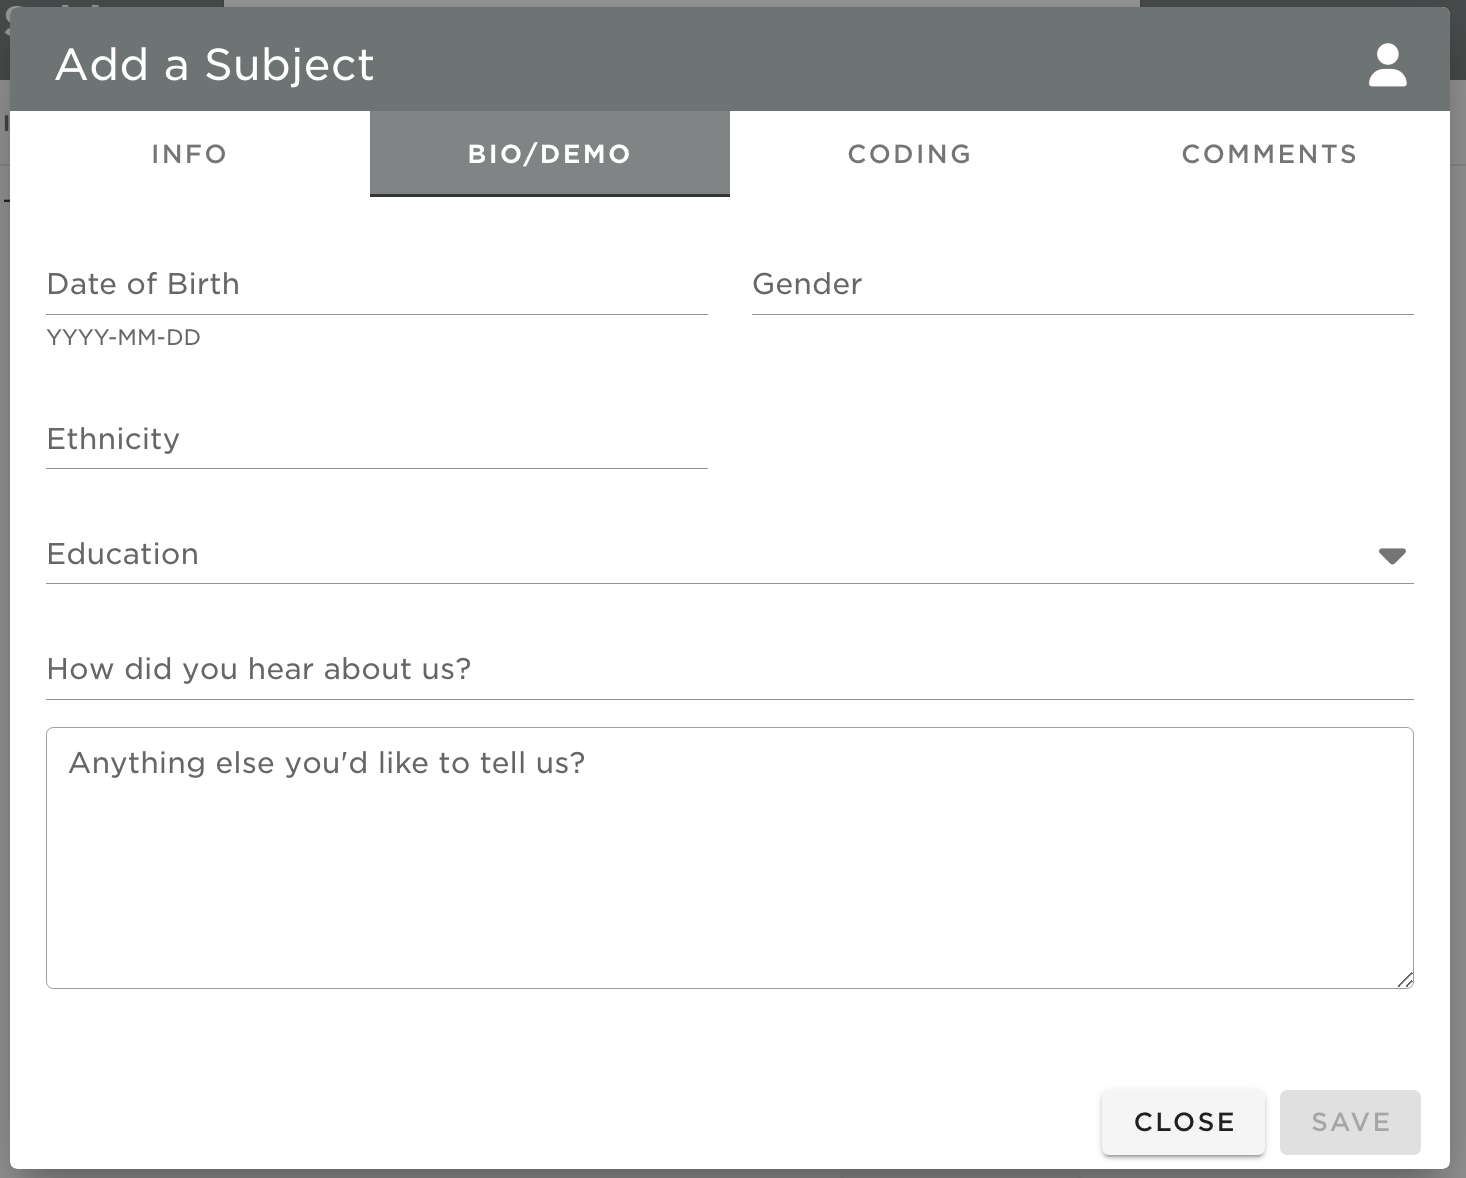 Add a Subject
INFO
BIO/DEMO
CODING
COMMENTS
Date of Birth
Gender
YYYY-MM-DD
Ethnicity
Education
How did you hear about us?
Anything else you'd like to tell us?
CLOSE
SAVE